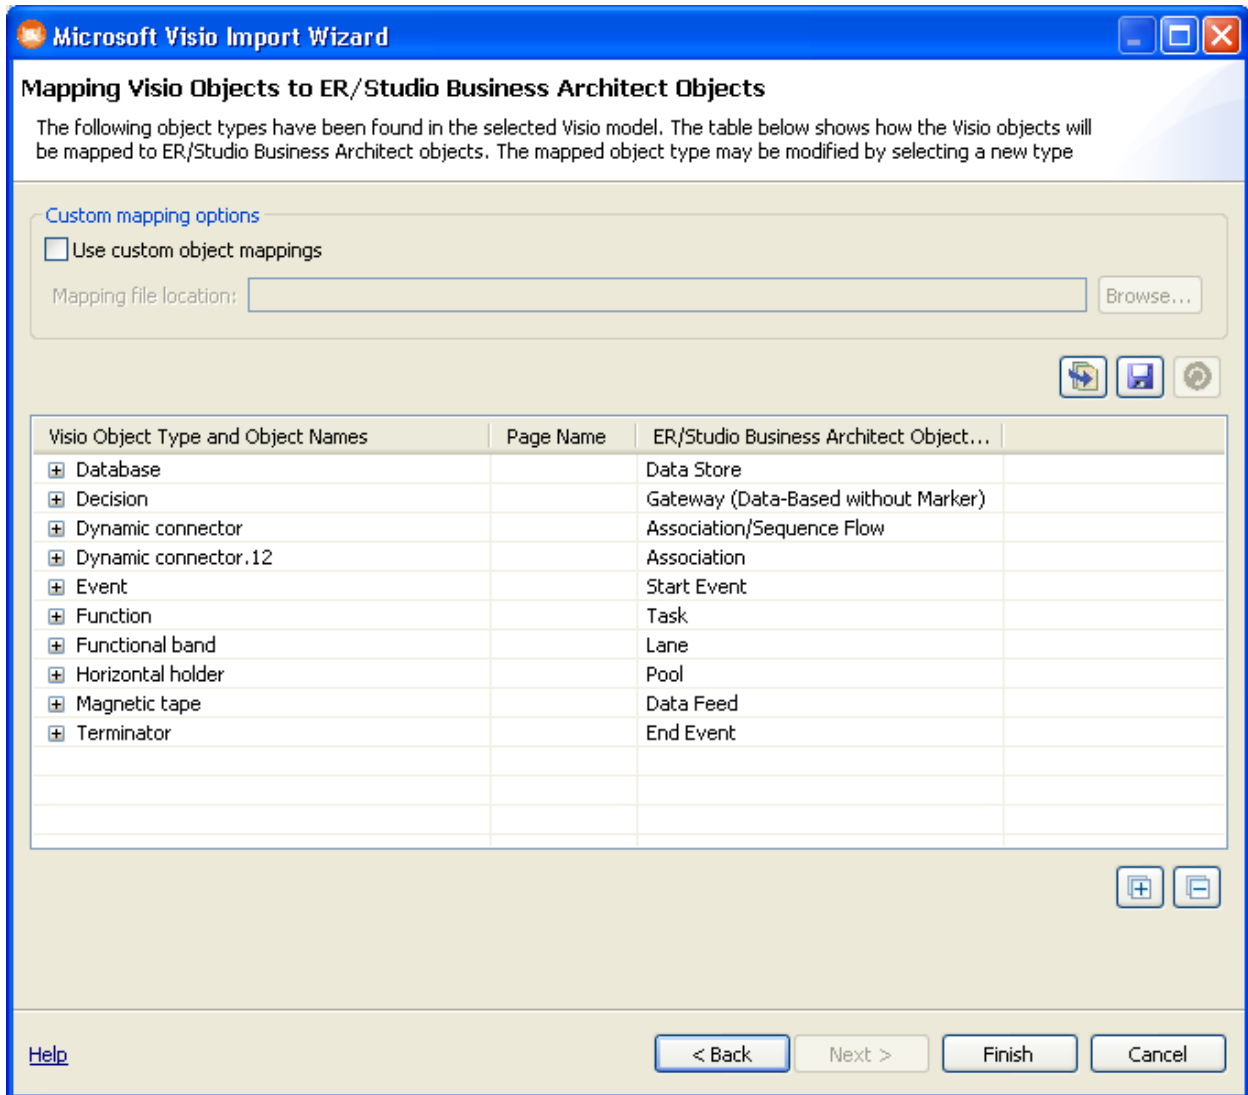 Microsoft Visio Import Wizard
Mapping Visio Objects to ER/Studio Business Architect Objects
The following object types have been found in the selected Visio model. The table below shows how the Visio objects will
be mapped to ER/Studio Business Architect objects. The mapped object type may be modified by selecting a new type
Custom mapping options
Use custom object mappings
Mapping file location: Browse...
Visio Object Type and Object Names Page Name ER/Studio Business Architect Object...
Database Data Store
Decision Gateway (Data-Based without Marker)
Dynamic connector Association/Sequence Flow
Dynamic connector.12 Association
Event Start Event
Function Task
Functional band Lane
Horizontal holder Pool
Magnetic tape Data Feed
Terminator End Event
Help < Back Next > Finish Cancel